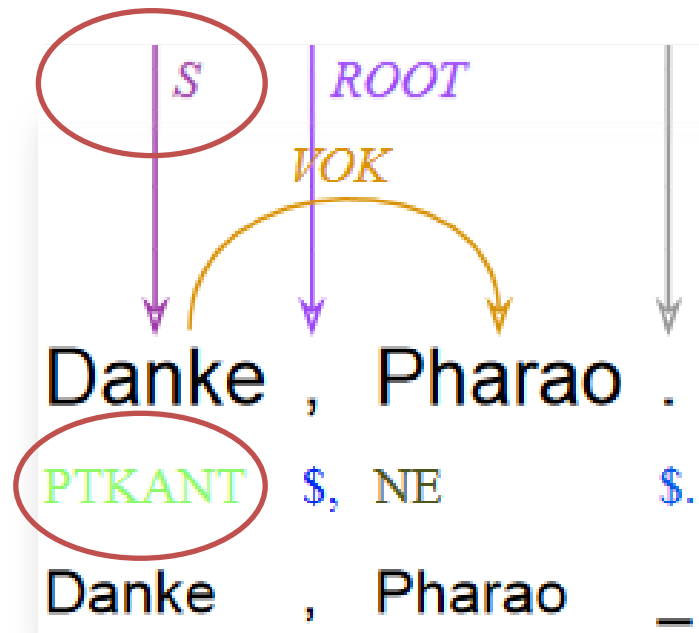 S ROOT
VOK
Danke , Pharao .
PTKANT $, NE $.
Danke , Pharao _